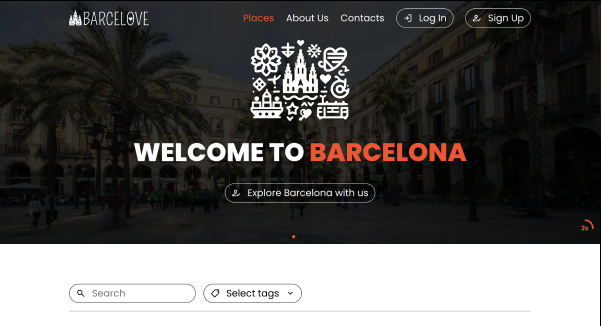 BARCELOVE
Places About Us Contacts Log In Sign Up
WELCOME TO BARCELONA
Explore Barcelona with us
2s
Search Select tags